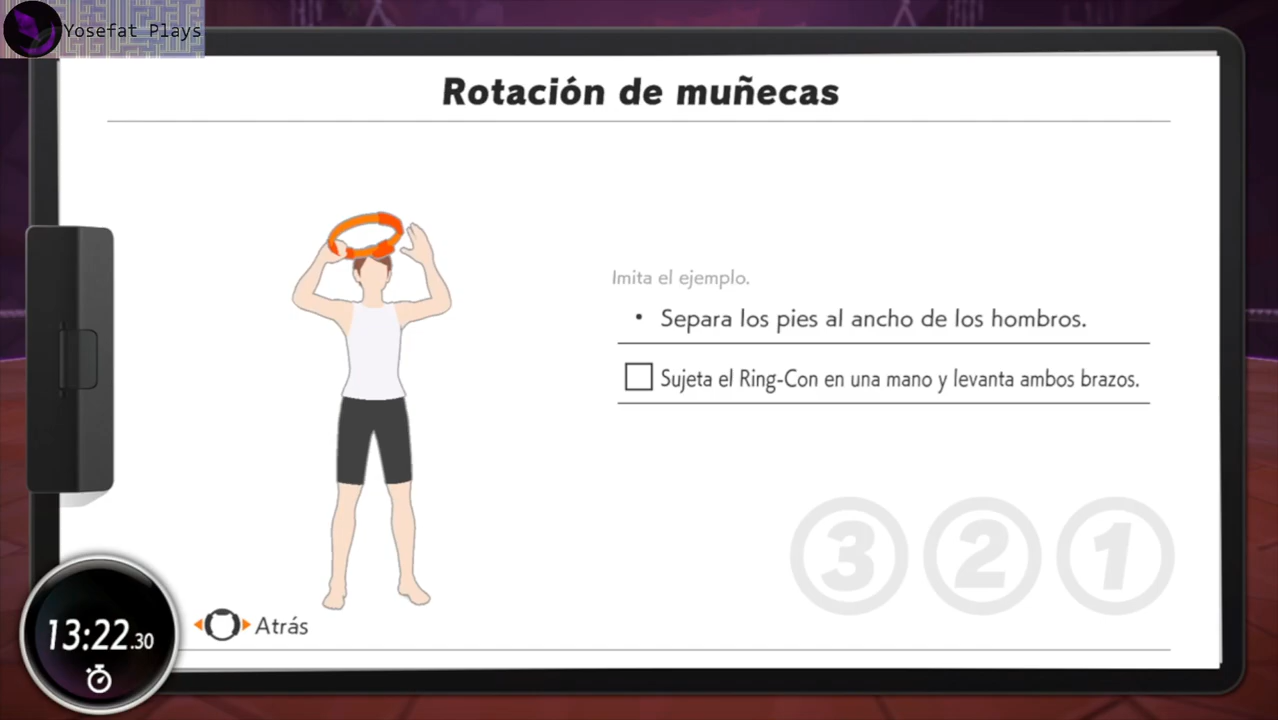 Yosefat Plays
Rotación de muñecas
Imita el ejemplo.
• Separa los pies al ancho de los hombros.
Sujeta el Ring-Con en una mano y levanta ambos brazos.
3 2 1
Atrás
13:22.30